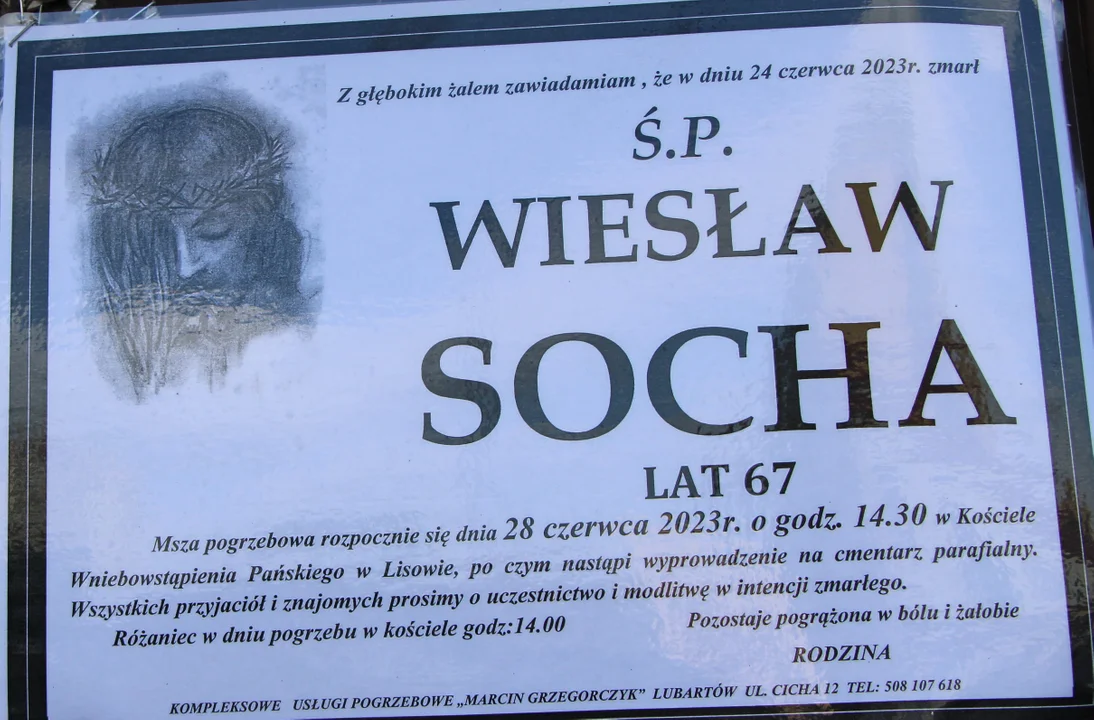 Z głębokim żalem zawiadamiam , że w dniu 24 czerwca 2023r. zmarł
Ś.P.
WIESŁAW
SOCHA
LAT 67
Msza pogrzebowa rozpocznie się dnia 28 czerwca 2023r. o godz. 14.30 w Kościele
Wniebowstąpienia Pańskiego w Lisowie, po czym nastąpi wyprowadzenie na cmentarz parafialny.
Wszystkich przyjaciół i znajomych prosimy o uczestnictwo i modlitwę w intencji zmarłego.
Różaniec w dniu pogrzebu w kościele godz:14.00
Pozostaje pogrążona w bólu i żałobie
RODZINA
KOMPLEKSOWE USŁUGI POGRZEBOWE „MARCIN GRZEGORCZYK” LUBARTÓW UL. CICHA 12 TEL: 508 107 618